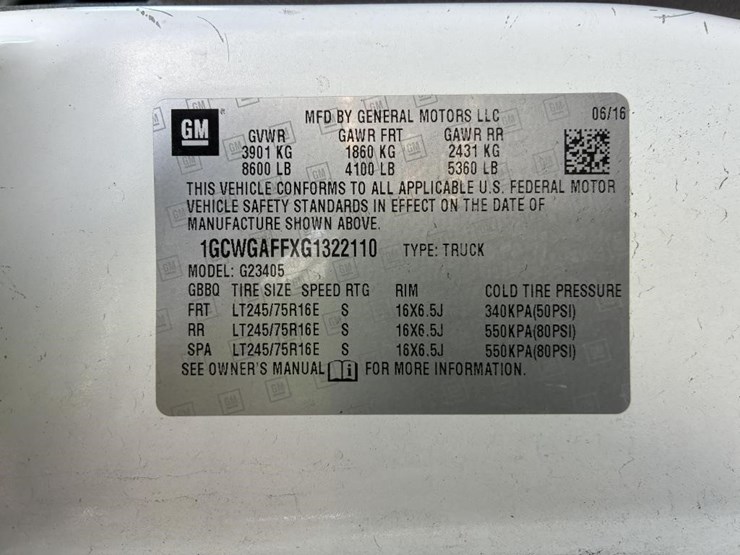 GM
MFD BY GENERAL MOTORS LLC 06/16
GVWR GAWR FRT GAWR RR
3901 KG 1860 KG 2431 KG
8600 LB 4100 LB 5360 LB
THIS VEHICLE CONFORMS TO ALL APPLICABLE U.S. FEDERAL MOTOR
VEHICLE SAFETY STANDARDS IN EFFECT ON THE DATE OF
MANUFACTURE SHOWN ABOVE.
1GCWGAFFXG1322110 TYPE: TRUCK
MODEL: G23405
GBBQ TIRE SIZE SPEED RTG RIM COLD TIRE PRESSURE
FRT LT245/75R16E S 16X6.5J 340KPA(50PSI)
RR LT245/75R16E S 16X6.5J 550KPA(80PSI)
SPA LT245/75R16E S 16X6.5J 550KPA(80PSI)
SEE OWNER'S MANUAL i FOR MORE INFORMATION.